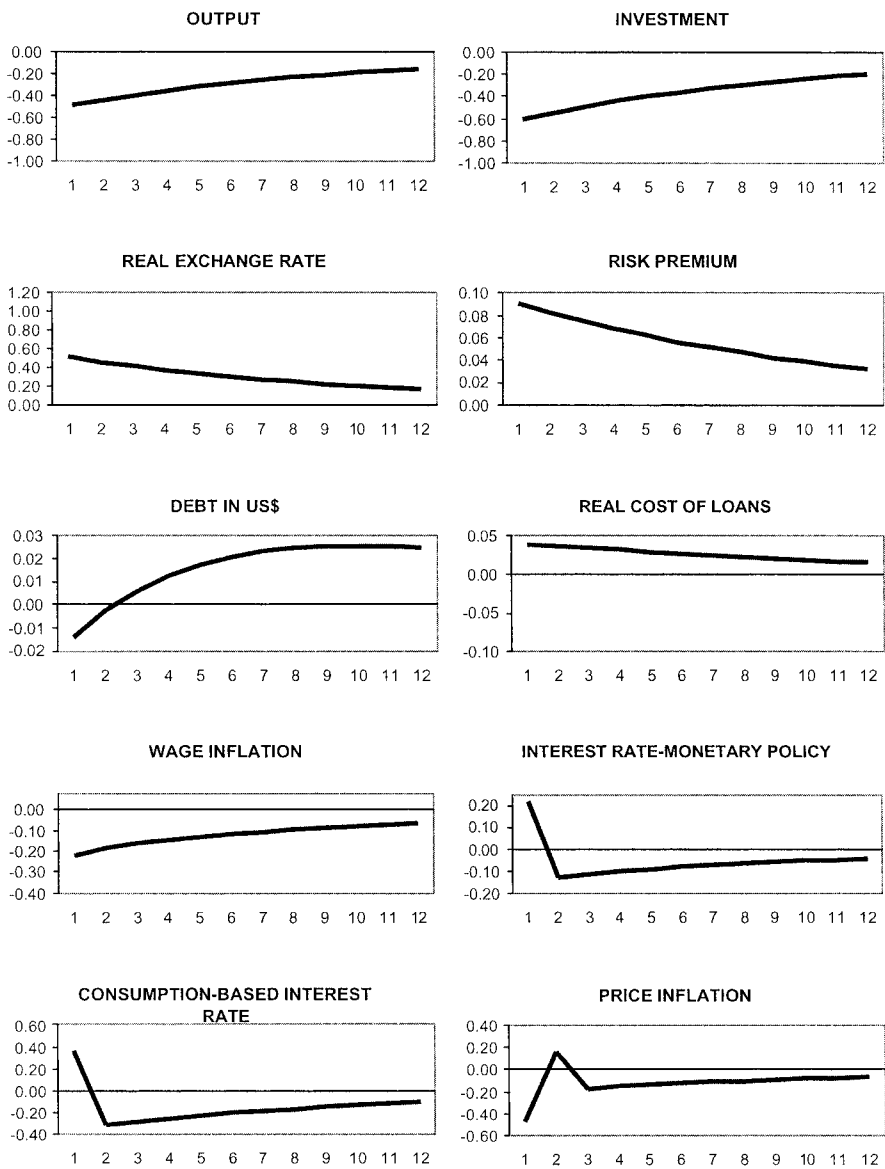 OUTPUT
0.00
-0.20
-0.40
-0.60
-0.80
-1.00
1 2 3 4 5 6 7 8 9 10 11 12
INVESTMENT
0.00
-0.20
-0.40
-0.60
-0.80
-1.00
1 2 3 4 5 6 7 8 9 10 11 12
REAL EXCHANGE RATE
1.20
1.00
0.80
0.60
0.40
0.20
0.00
1 2 3 4 5 6 7 8 9 10 11 12
RISK PREMIUM
0.10
0.08
0.06
0.04
0.02
0.00
1 2 3 4 5 6 7 8 9 10 11 12
DEBT IN US$
0.03
0.02
0.01
0.00
-0.01
-0.02
1 2 3 4 5 6 7 8 9 10 11 12
REAL COST OF LOANS
0.05
0.00
-0.05
-0.10
1 2 3 4 5 6 7 8 9 10 11 12
WAGE INFLATION
0.00
-0.10
-0.20
-0.30
-0.40
1 2 3 4 5 6 7 8 9 10 11 12
INTEREST RATE-MONETARY POLICY
0.20
0.10
0.00
-0.10
-0.20
1 2 3 4 5 6 7 8 9 10 11 12
CONSUMPTION-BASED INTEREST
RATE
0.60
0.40
0.20
0.00
-0.20
-0.40
1 2 3 4 5 6 7 8 9 10 11 12
PRICE INFLATION
0.40
0.20
0.00
-0.20
-0.40
-0.60
1 2 3 4 5 6 7 8 9 10 11 12